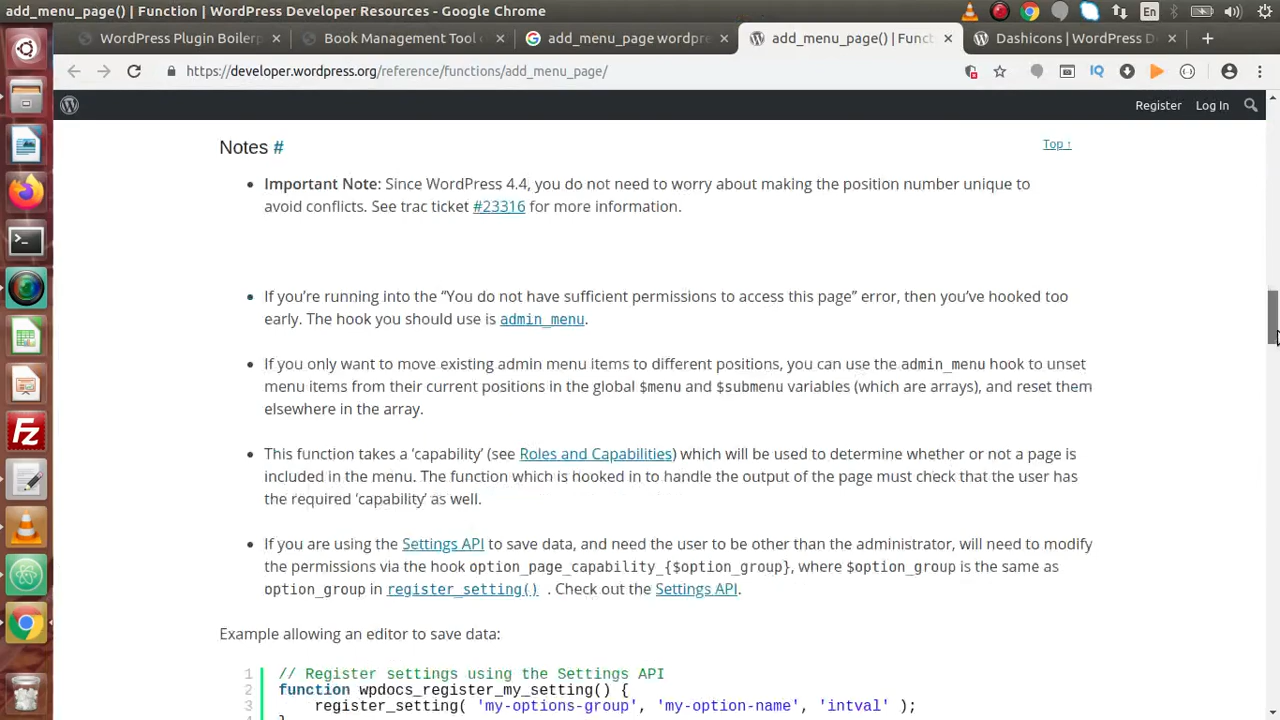 add_menu_page() | Function | WordPress Developer Resources - Google Chrome
En
WordPress Plugin Boilerp
Book Management Tool -
add_menu_page wordpre
add_menu_page() | Funct
Dashicons | WordPress D
https://developer.wordpress.org/reference/functions/add_menu_page/
IQ
Register Log In
Notes #
Top ↑
• Important Note: Since WordPress 4.4, you do not need to worry about making the position number unique to
avoid conflicts. See trac ticket #23316 for more information.
• If you’re running into the “You do not have sufficient permissions to access this page” error, then you’ve hooked too
early. The hook you should use is admin_menu.
• If you only want to move existing admin menu items to different positions, you can use the admin_menu hook to unset
menu items from their current positions in the global $menu and $submenu variables (which are arrays), and reset them
elsewhere in the array.
• This function takes a ‘capability’ (see Roles and Capabilities) which will be used to determine whether or not a page is
included in the menu. The function which is hooked in to handle the output of the page must check that the user has
the required ‘capability’ as well.
• If you are using the Settings API to save data, and need the user to be other than the administrator, will need to modify
the permissions via the hook option_page_capability_{$option_group}, where $option_group is the same as
option_group in register_setting() . Check out the Settings API.
Example allowing an editor to save data:
1 // Register settings using the Settings API
2 function wpdocs_register_my_setting() {
3 register_setting( 'my-options-group', 'my-option-name', 'intval' );